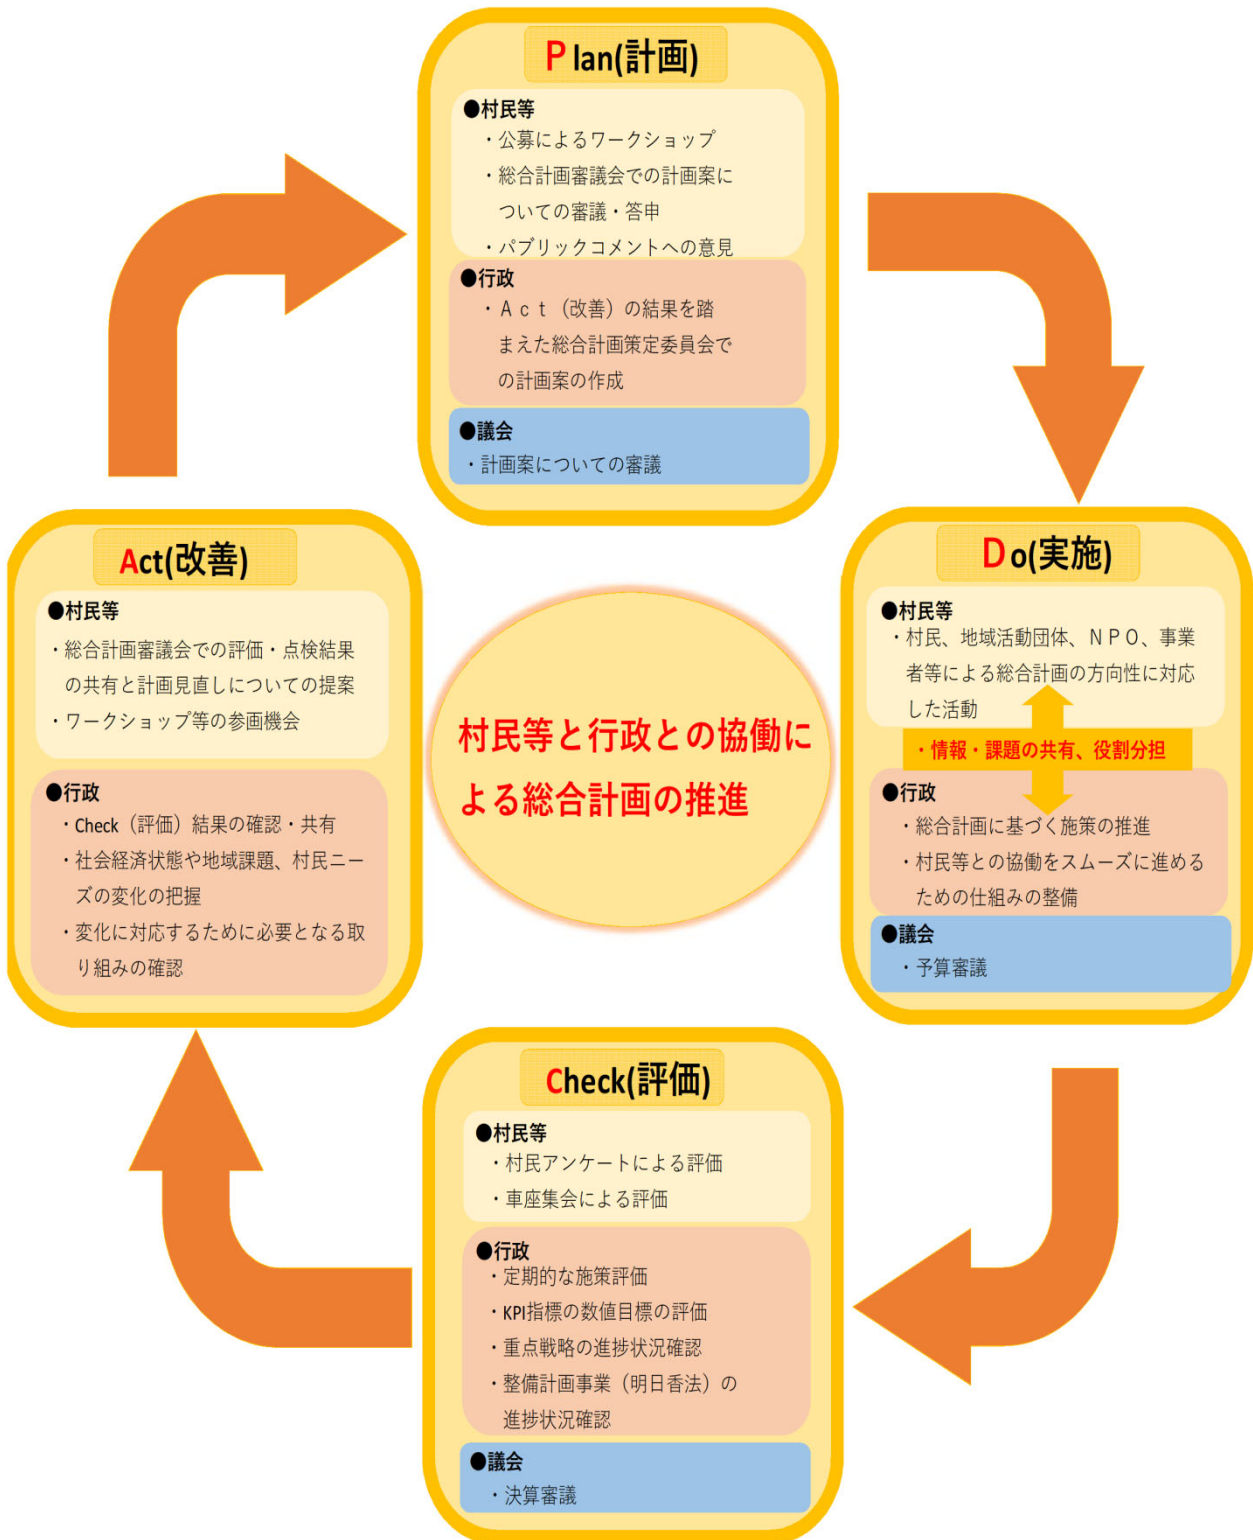 Plan(計画)
●村民等
・公募によるワークショップ
・総合計画審議会での計画案に
ついての審議・答申
・パブリックコメントへの意見
●行政
・Ａｃｔ（改善）の結果を踏
まえた総合計画策定委員会で
の計画案の作成
●議会
・計画案についての審議
Act(改善)
●村民等
・総合計画審議会での評価・点検結果
の共有と計画見直しについての提案
・ワークショップ等の参画機会
●行政
・Check（評価）結果の確認・共有
・社会経済状態や地域課題、村民ニー
ズの変化の把握
・変化に対応するために必要となる取
り組みの確認
村民等と行政との協働に
よる総合計画の推進
Do(実施)
●村民等
・村民、地域活動団体、ＮＰＯ、事業
者等による総合計画の方向性に対応
した活動
・情報・課題の共有、役割分担
●行政
・総合計画に基づく施策の推進
・村民等との協働をスムーズに進める
ための仕組みの整備
●議会
・予算審議
Check(評価)
●村民等
・村民アンケートによる評価
・車座集会による評価
●行政
・定期的な施策評価
・KPI指標の数値目標の評価
・重点戦略の進捗状況確認
・整備計画事業（明日香法）の
進捗状況確認
●議会
・決算審議